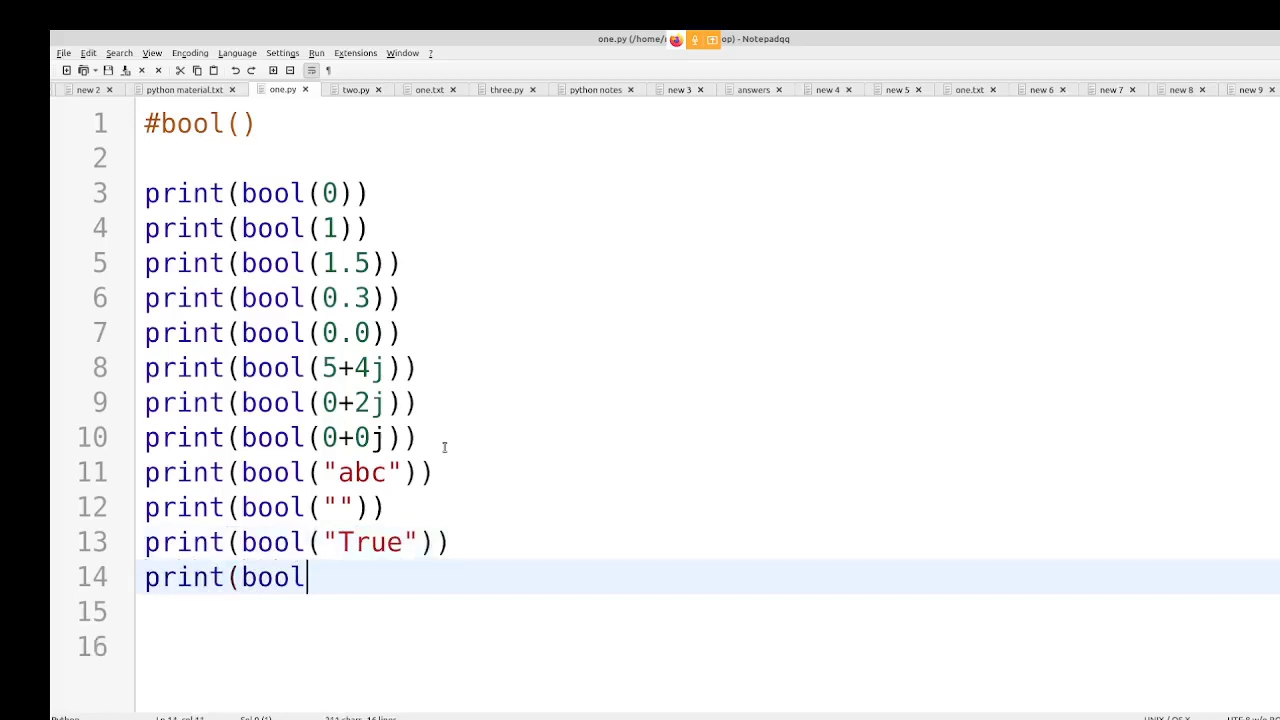 one.py (/home/ op) - Notepadqq
File Edit Search View Encoding Language Settings Run Extensions Window ?
new 2 python material.txt one.py two.py one.txt three.py python notes new 3 answers new 4 new 5 one.txt new 6 new 7 new 8 new 9
1 #bool()
2
3 print(bool(0))
4 print(bool(1))
5 print(bool(1.5))
6 print(bool(0.3))
7 print(bool(0.0))
8 print(bool(5+4j))
9 print(bool(0+2j))
10 print(bool(0+0j))
11 print(bool("abc"))
12 print(bool(""))
13 print(bool("True"))
14 print(bool
15
16